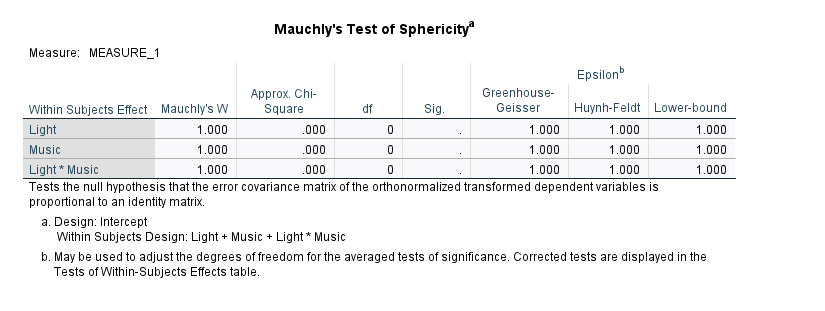 Mauchly's Test of Sphericityª
Measure: MEASURE_1
Epsilonᵇ
Within Subjects Effect Mauchly's W Approx. Chi-Square df Sig. Greenhouse-Geisser Huynh-Feldt Lower-bound
Light 1.000 .000 0 . 1.000 1.000 1.000
Music 1.000 .000 0 . 1.000 1.000 1.000
Light * Music 1.000 .000 0 . 1.000 1.000 1.000
Tests the null hypothesis that the error covariance matrix of the orthonormalized transformed dependent variables is
proportional to an identity matrix.
a. Design: Intercept
Within Subjects Design: Light + Music + Light * Music
b. May be used to adjust the degrees of freedom for the averaged tests of significance. Corrected tests are displayed in the
Tests of Within-Subjects Effects table.